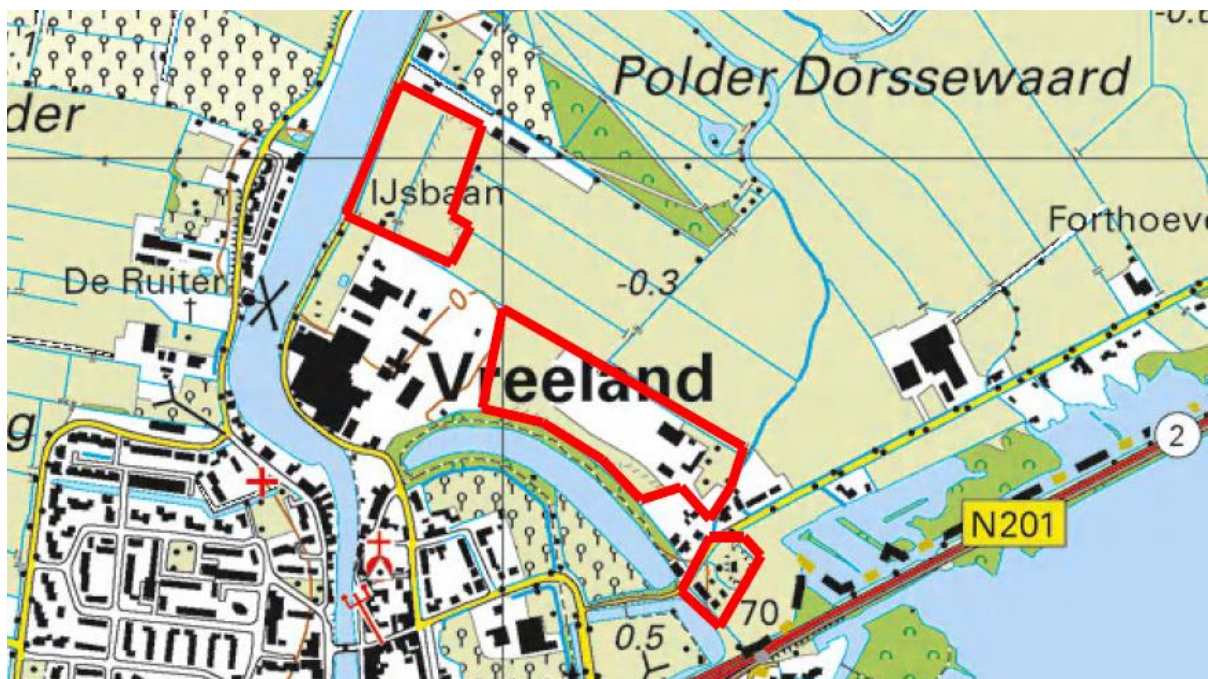 Polder Dorssewaard
der
IJsbaan
Forthoeve
De Ruiter
-0.3
Vreeland
g
2
N201
70
0.5